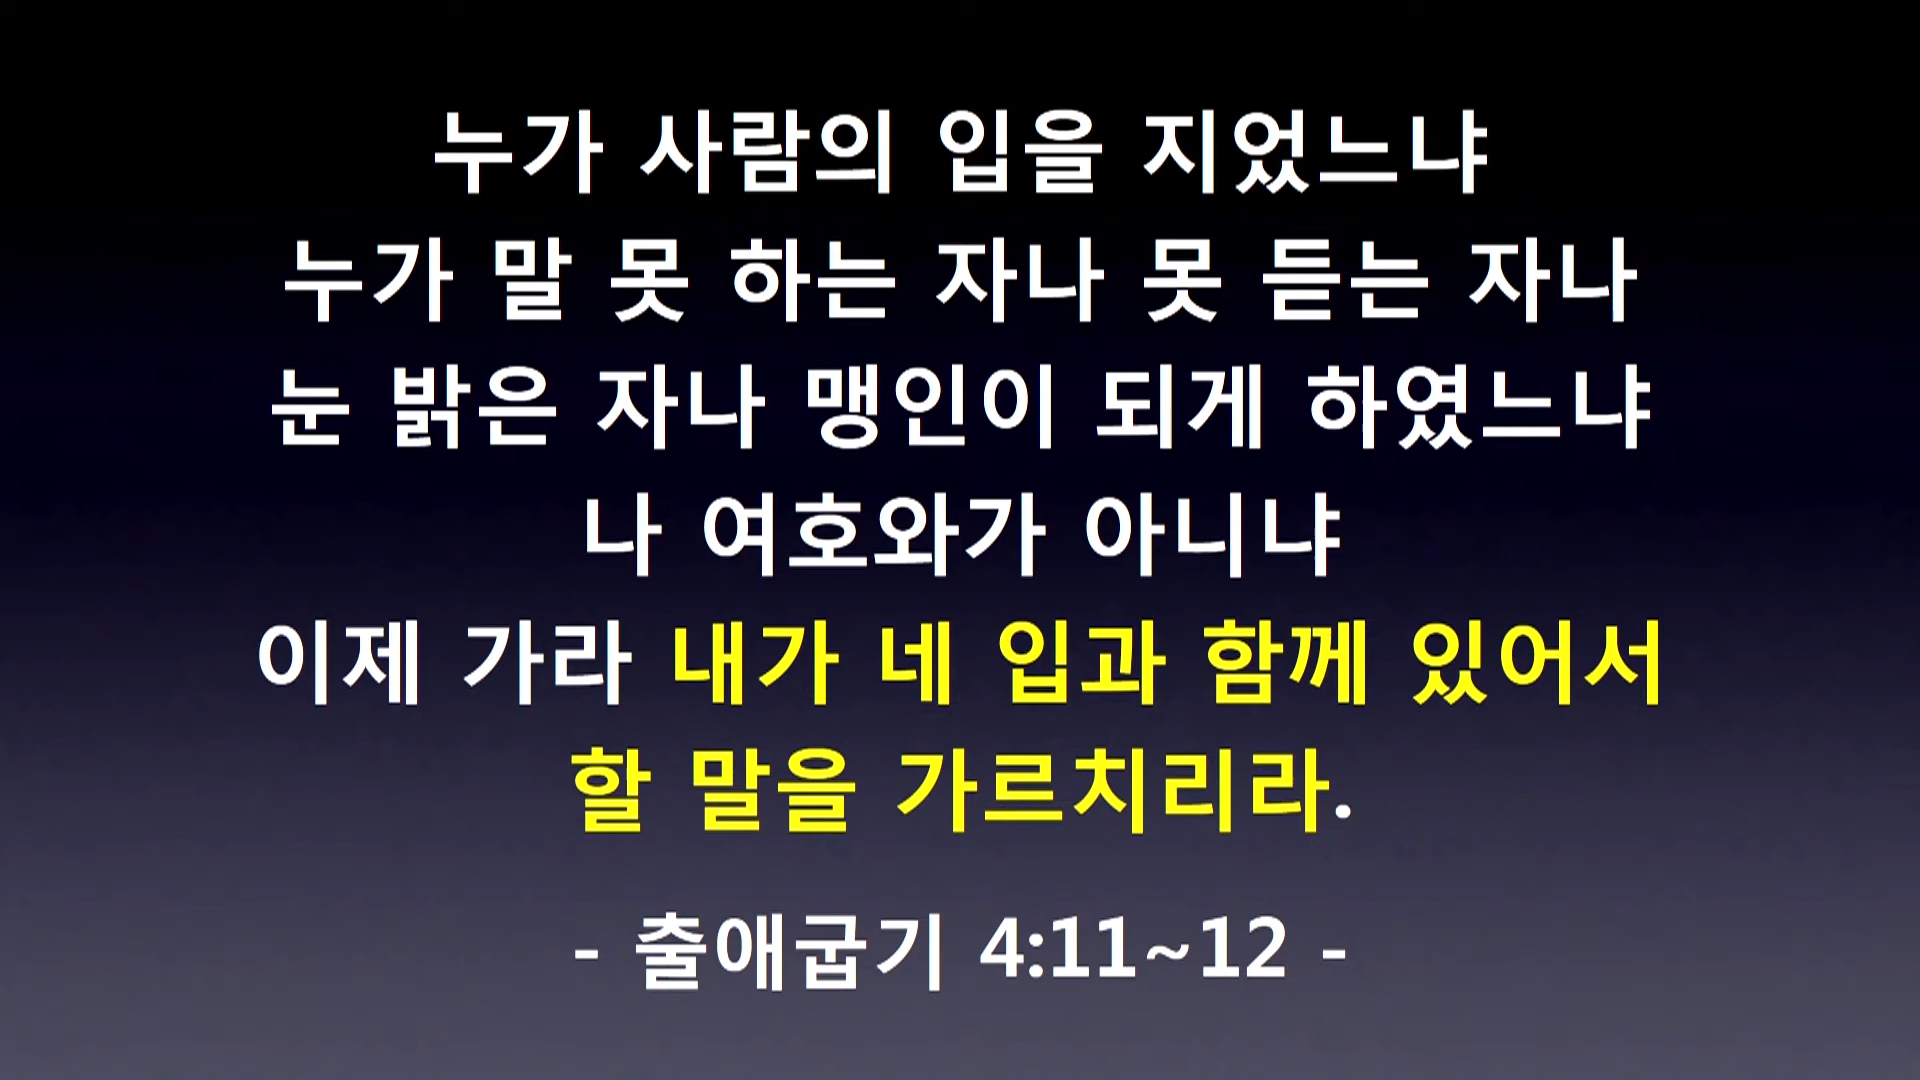 누가 사람의 입을 지었느냐
누가 말 못 하는 자나 못 듣는 자나
눈 밝은 자나 맹인이 되게 하였느냐
나 여호와가 아니냐
이제 가라 내가 네 입과 함께 있어서
할 말을 가르치리라.
- 출애굽기 4:11~12 -